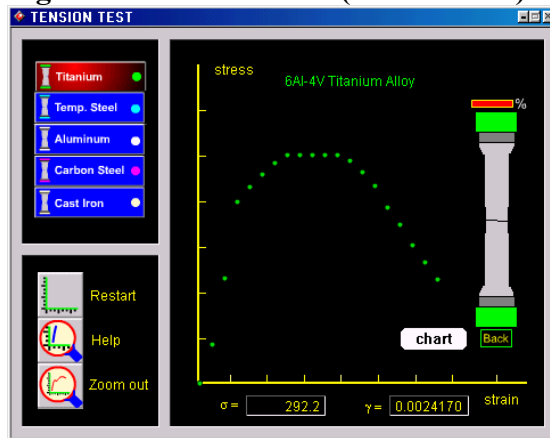 TENSION TEST
Titanium
Temp. Steel
Aluminum
Carbon Steel
Cast Iron
Restart
Help
Zoom out
stress
6Al-4V Titanium Alloy
%
chart
Back
σ = 292.2 γ = 0.0024170 strain